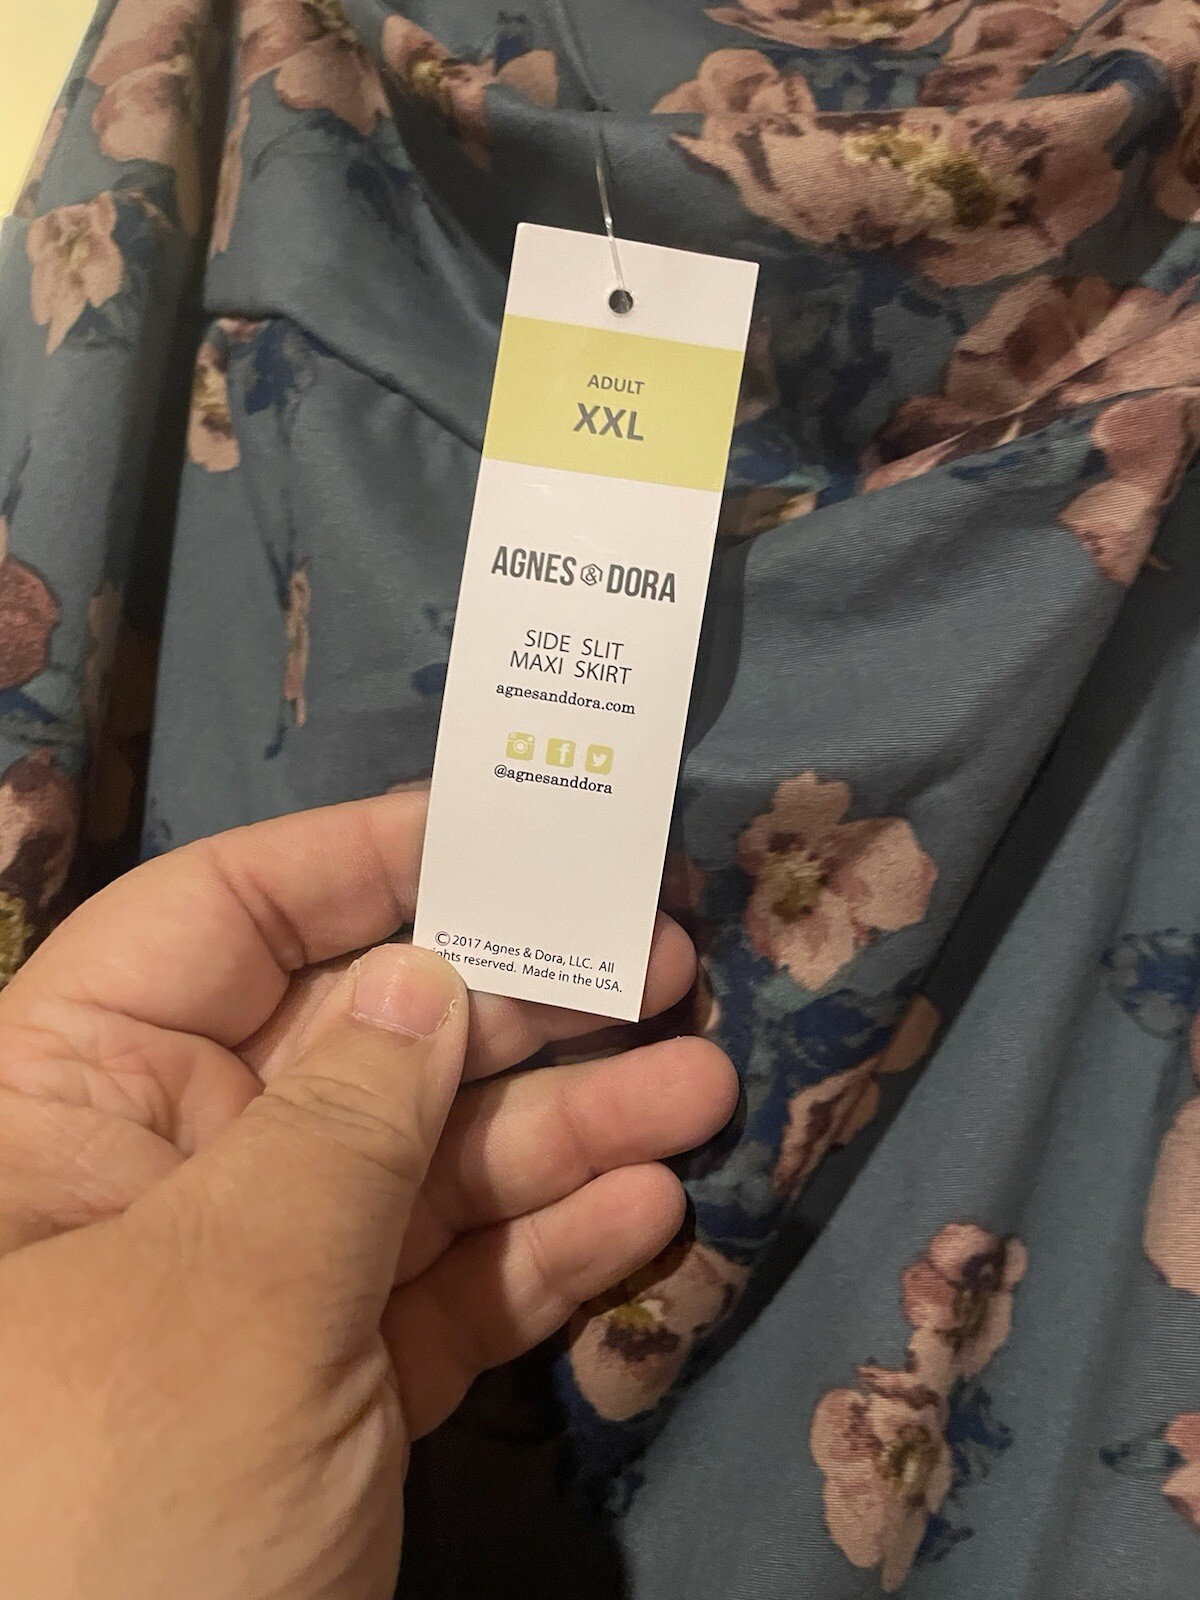 ADULT
XXL
AGNES & DORA
SIDE SLIT
MAXI SKIRT
agnesanddora.com
@agnesanddora
© 2017 Agnes & Dora, LLC. All
reserved. Made in the USA.